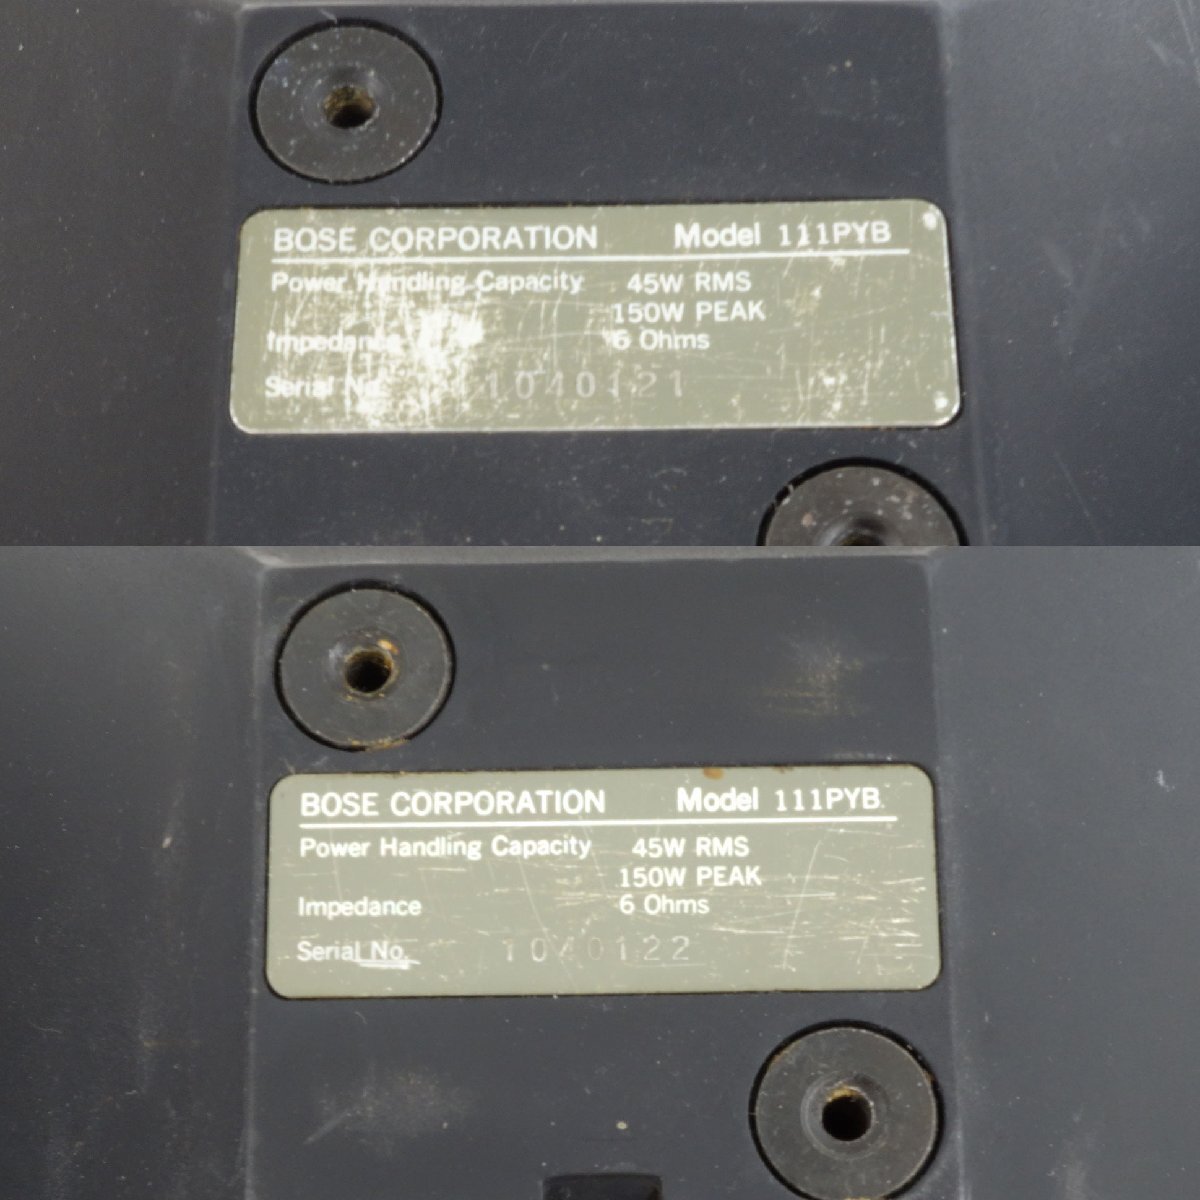 BOSE CORPORATION Model 111PYB
Power Handling Capacity 45W RMS
150W PEAK
Impedance 6 Ohms
Serial No. 1040121
BOSE CORPORATION Model 111PYB
Power Handling Capacity 45W RMS
150W PEAK
Impedance 6 Ohms
Serial No. 1040122